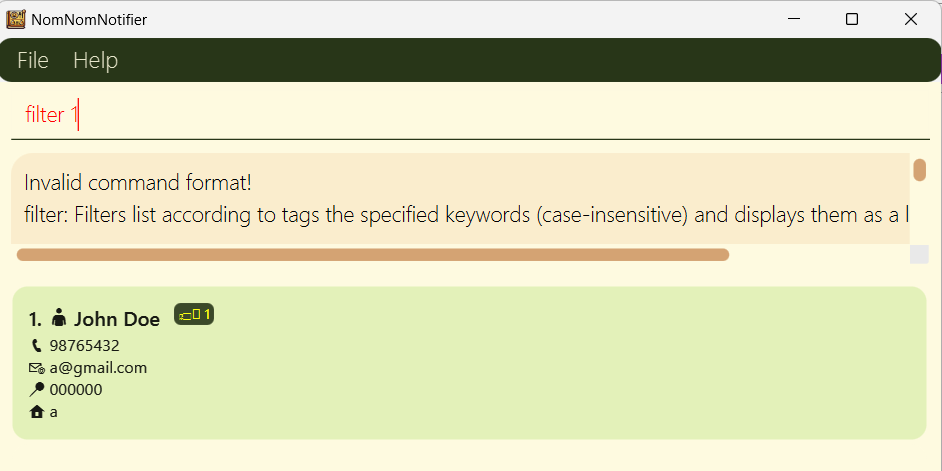 NomNomNotifier
File Help
filter 1
Invalid command format!
filter: Filters list according to tags the specified keywords (case-insensitive) and displays them as a l
1. John Doe 1
98765432
a@gmail.com
000000
a